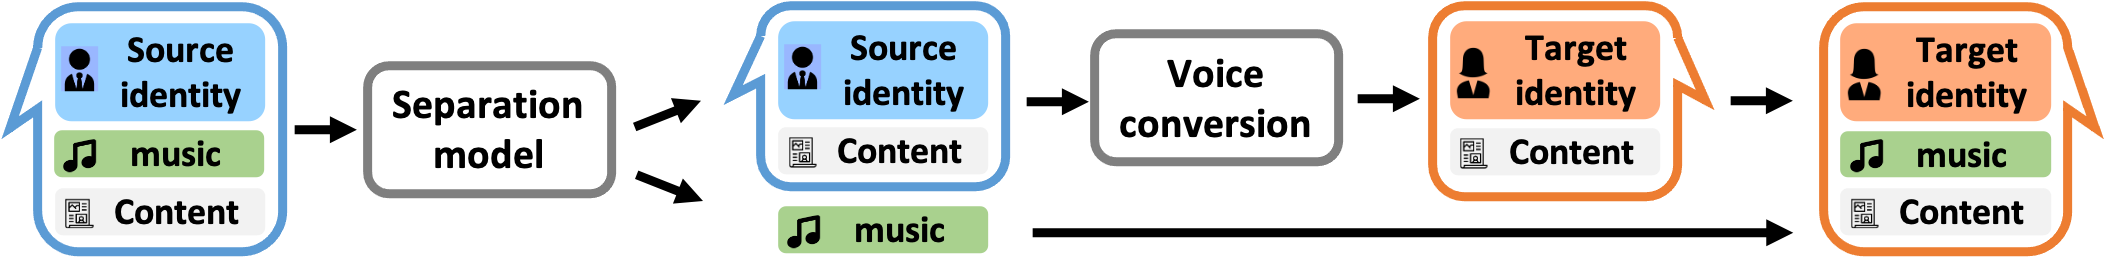 Source
identity
music
Content
Separation
model
Source
identity
Content
music
Voice
conversion
Target
identity
Content
Target
identity
music
Content